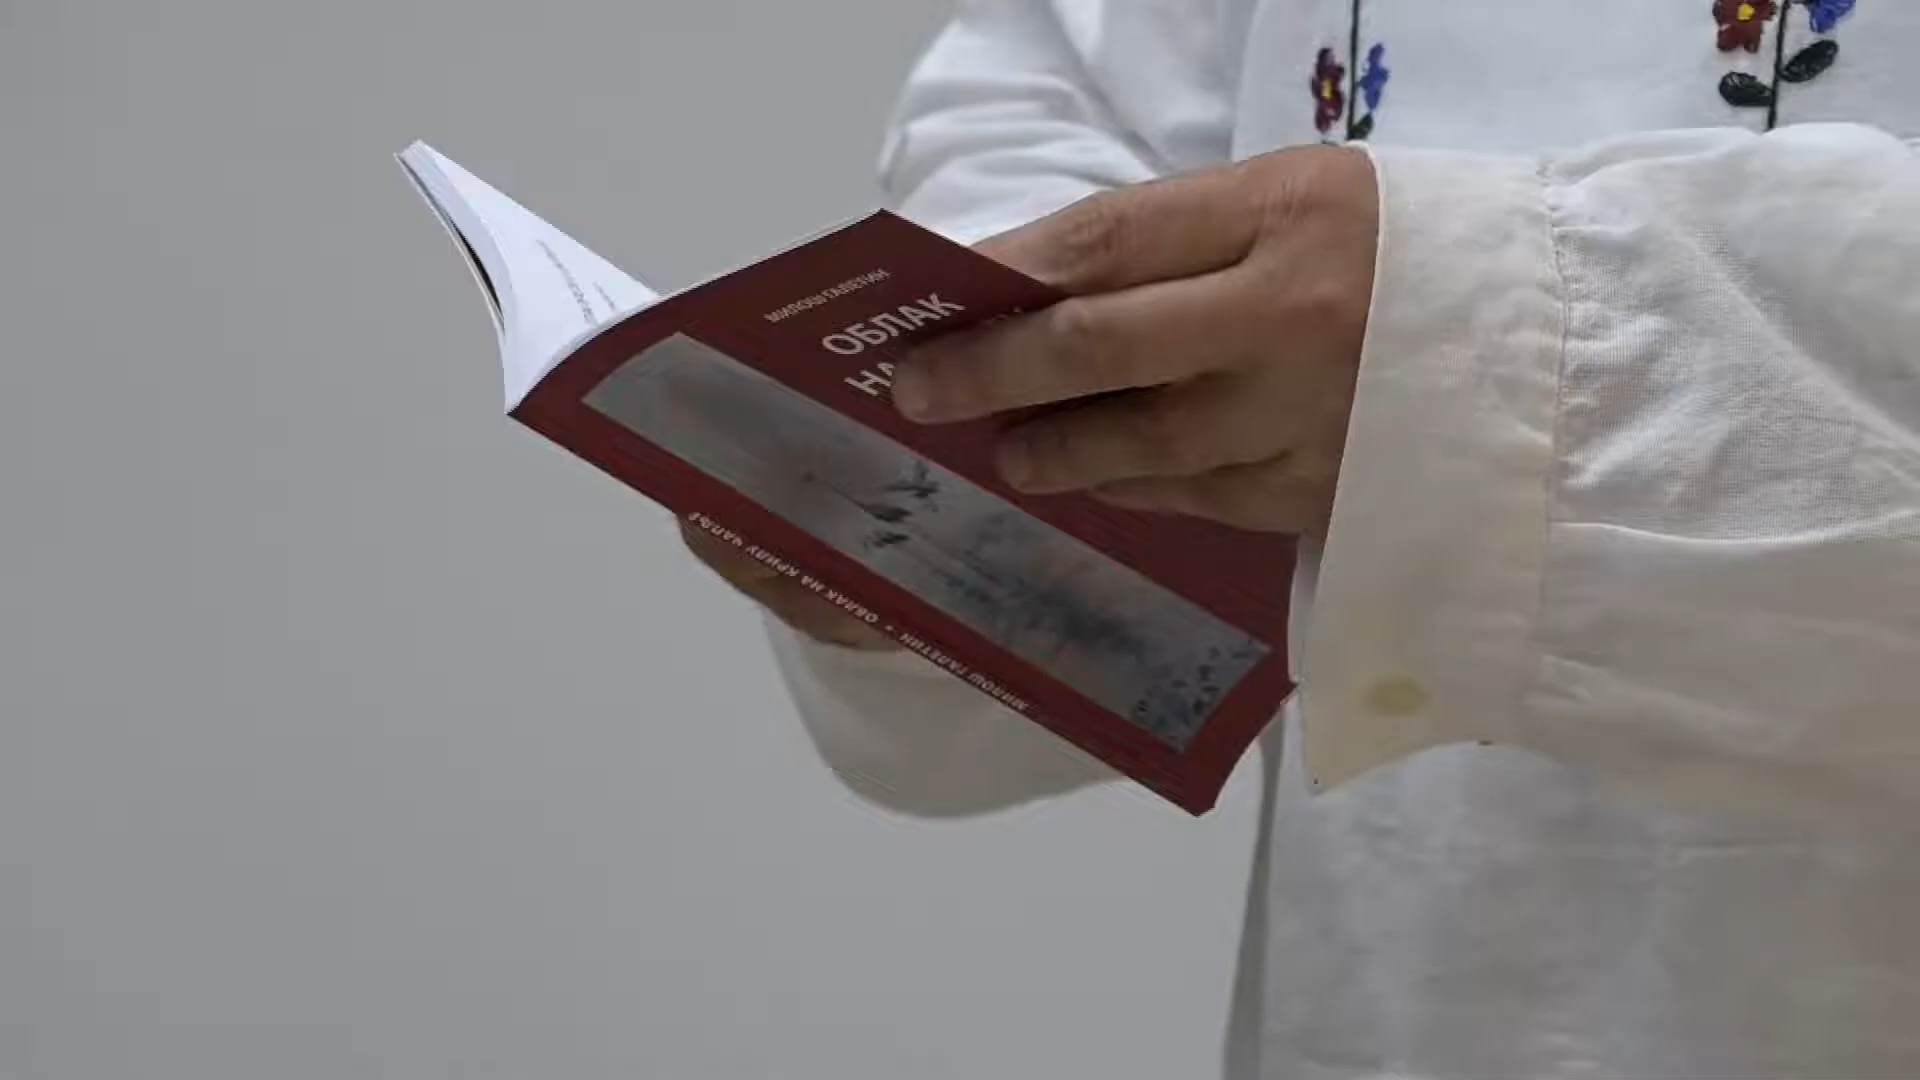 МИЛОШ ГАЛЕТИН
ОБЛАК
НА
МИЛОШ ГАЛЕТИН • ОБЛАК НА КРИЛУ ЧАПЉЕ